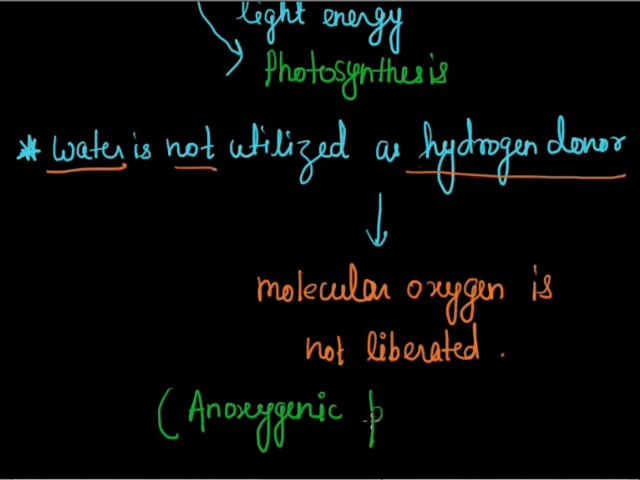 light energy
Photosynthesis
* water is not utilized as hydrogen donor
molecular oxygen is
not liberated.
(Anoxygenic p